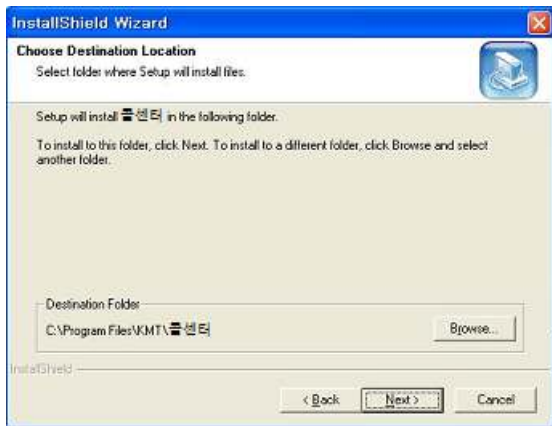 InstallShield Wizard
Choose Destination Location
Select folder where Setup will install files.
Setup will install 콜센터 in the following folder.
To install to this folder, click Next. To install to a different folder, click Browse and select
another folder.
Destination Folder
C:\Program Files\KMT\콜센터
Browse...
InstallShield
< Back
Next >
Cancel